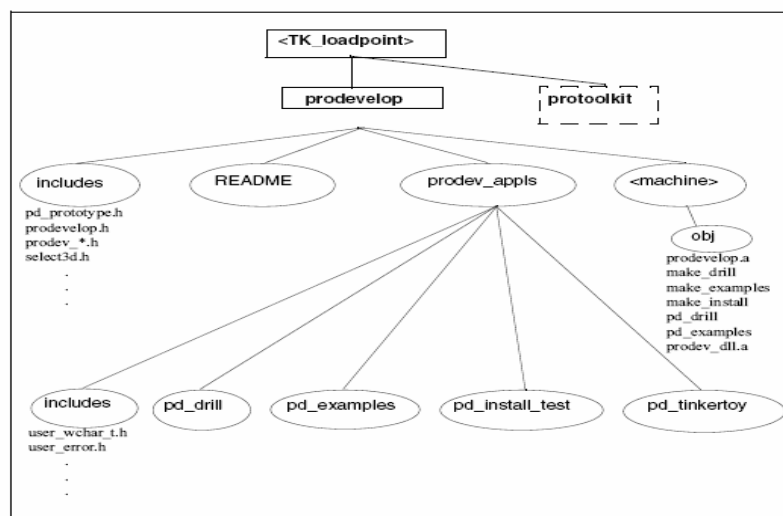 <TK_loadpoint>
prodevelop
protoolkit
includes
README
prodev_appls
<machine>
pd_prototype.h
prodevelop.h
prodev_*.h
select3d.h
.
.
.
obj
prodevelop.a
make_drill
make_examples
make_install
pd_drill
pd_examples
prodev_dll.a
includes
pd_drill
pd_examples
pd_install_test
pd_tinkertoy
user_wchar_t.h
user_error.h
.
.
.